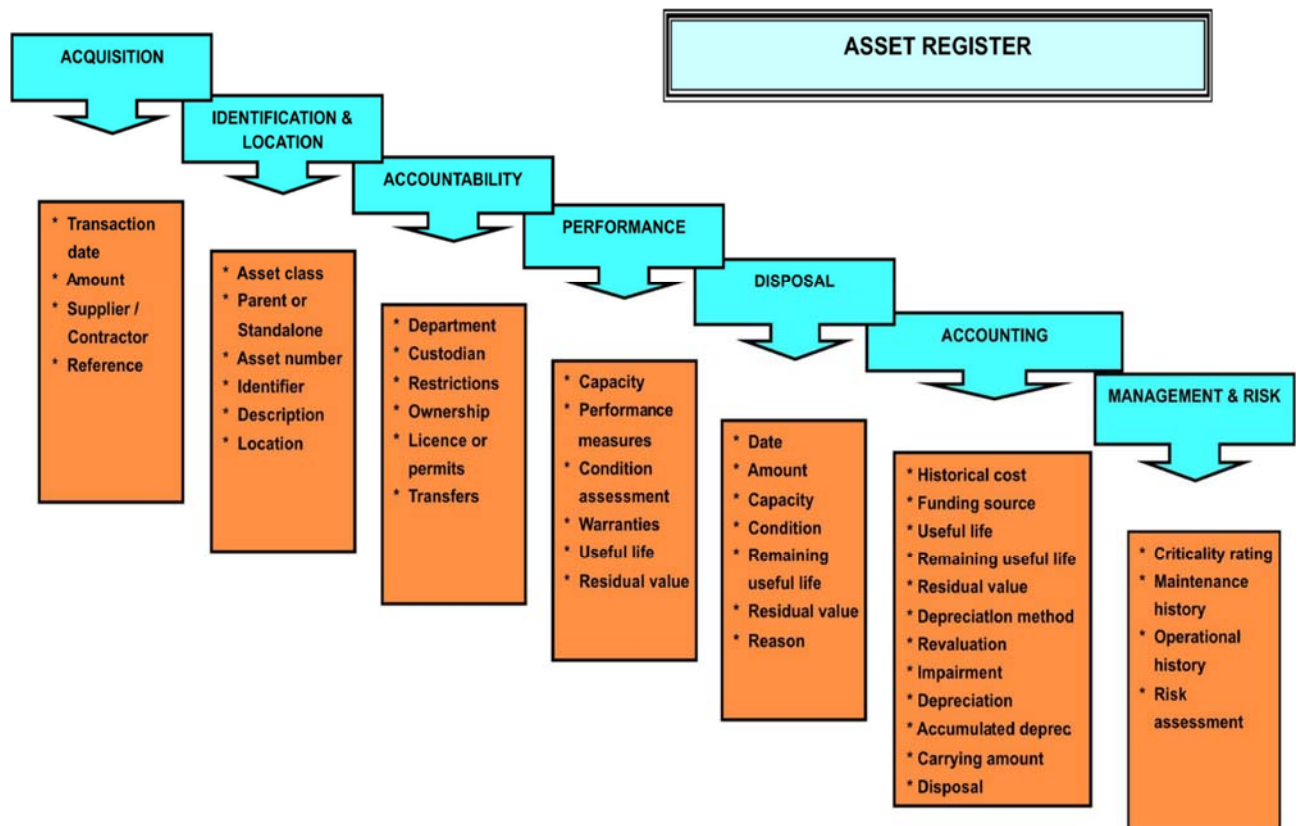 ASSET REGISTER
ACQUISITION
* Transaction
date
* Amount
* Supplier /
Contractor
* Reference
IDENTIFICATION &
LOCATION
* Asset class
* Parent or
Standalone
* Asset number
* Identifier
* Description
* Location
ACCOUNTABILITY
* Department
* Custodian
* Restrictions
* Ownership
* Licence or
permits
* Transfers
PERFORMANCE
* Capacity
* Performance
measures
* Condition
assessment
* Warranties
* Useful life
* Residual value
DISPOSAL
* Date
* Amount
* Capacity
* Condition
* Remaining
useful life
* Residual value
* Reason
ACCOUNTING
* Historical cost
* Funding source
* Useful life
* Remaining useful life
* Residual value
* Depreciation method
* Revaluation
* Impairment
* Depreciation
* Accumulated deprec
* Carrying amount
* Disposal
MANAGEMENT & RISK
* Criticality rating
* Maintenance
history
* Operational
history
* Risk
assessment